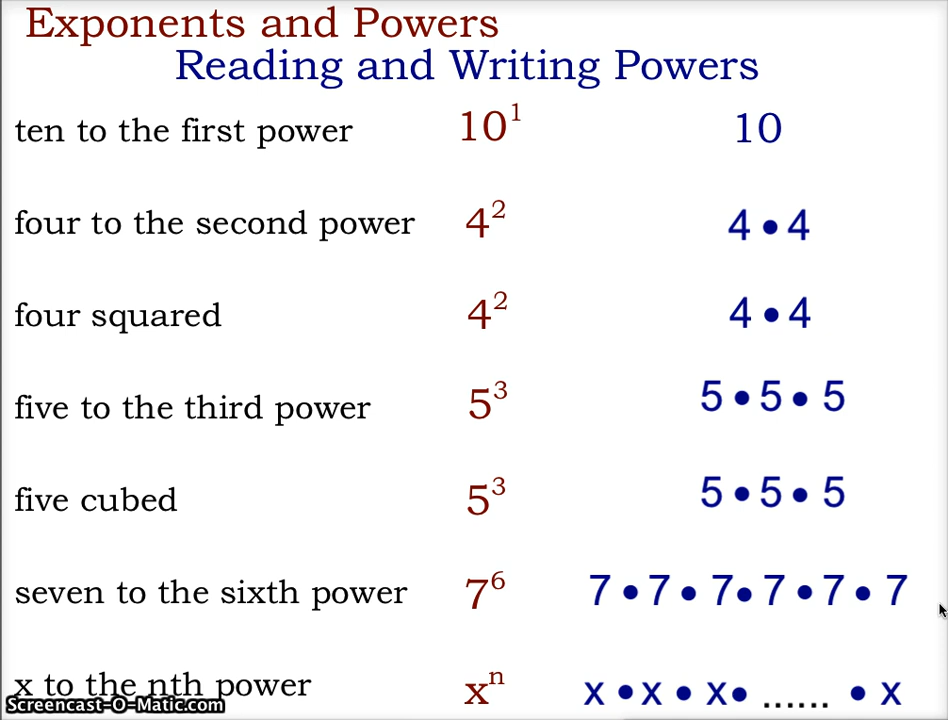 Exponents and Powers
Reading and Writing Powers
ten to the first power 10¹ 10
four to the second power 4² 4 • 4
four squared 4² 4 • 4
five to the third power 5³ 5 • 5 • 5
five cubed 5³ 5 • 5 • 5
seven to the sixth power 7⁶ 7 • 7 • 7 • 7 • 7 • 7
x to the nth power xⁿ x • x • x • ...... • x
Screencast-O-Matic.com